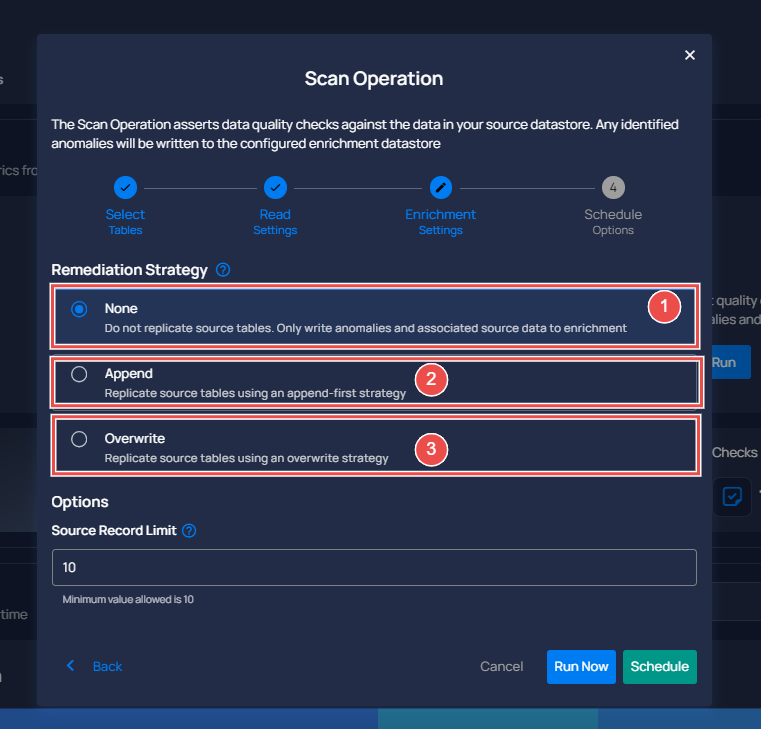 Scan Operation
The Scan Operation asserts data quality checks against the data in your source datastore. Any identified
anomalies will be written to the configured enrichment datastore
4
Select
Tables
Read
Settings
Enrichment
Settings
Schedule
Options
Remediation Strategy
None
1
Do not replicate source tables. Only write anomalies and associated source data to enrichment
Append
2
Replicate source tables using an append-first strategy
Overwrite
3
Replicate source tables using an overwrite strategy
Options
Source Record Limit
10
Minimum value allowed is 10
Back
Cancel
Run Now
Schedule
quality
and
Run
Checks
time